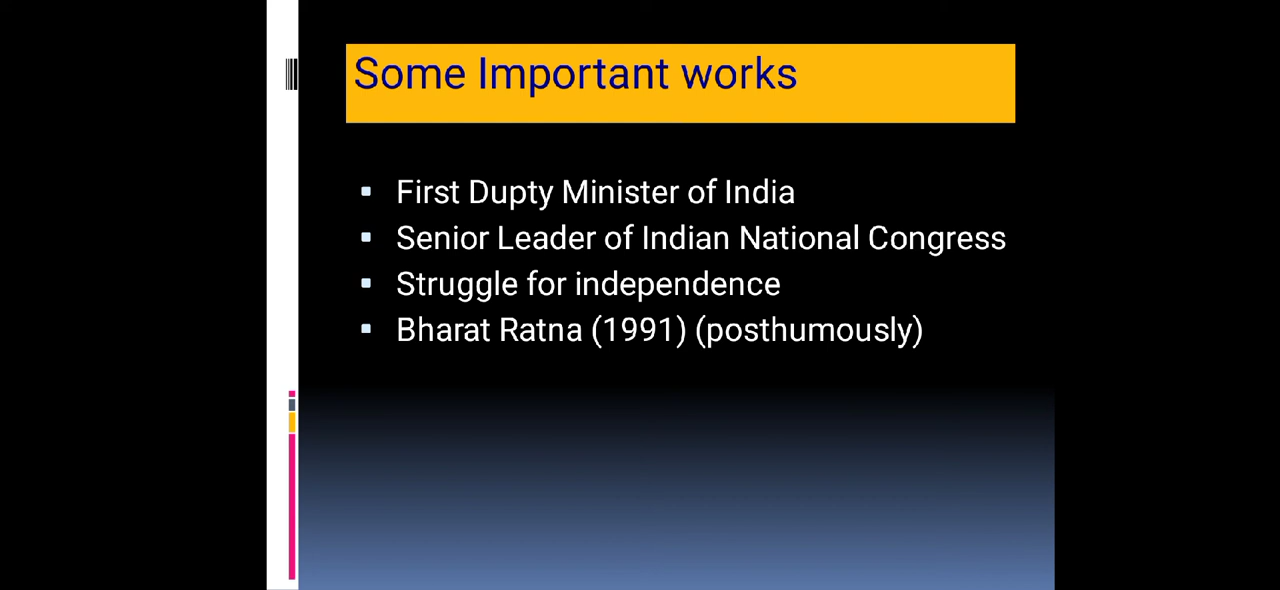 Some Important works
First Dupty Minister of India
Senior Leader of Indian National Congress
Struggle for independence
Bharat Ratna (1991) (posthumously)